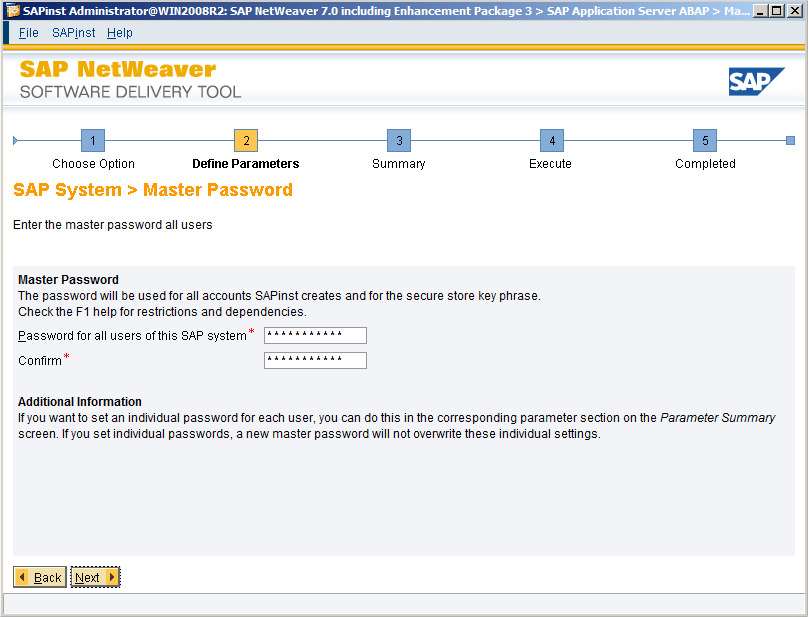 SAPinst Administrator@WIN2008R2: SAP NetWeaver 7.0 including Enhancement Package 3 > SAP Application Server ABAP > Ma...
File SAPinst Help
SAP NetWeaver
SOFTWARE DELIVERY TOOL
SAP
1 2 3 4 5
Choose Option Define Parameters Summary Execute Completed
SAP System > Master Password
Enter the master password all users
Master Password
The password will be used for all accounts SAPinst creates and for the secure store key phrase.
Check the F1 help for restrictions and dependencies.
Password for all users of this SAP system * ***********
Confirm * ***********
Additional Information
If you want to set an individual password for each user, you can do this in the corresponding parameter section on the Parameter Summary
screen. If you set individual passwords, a new master password will not overwrite these individual settings.
Back Next